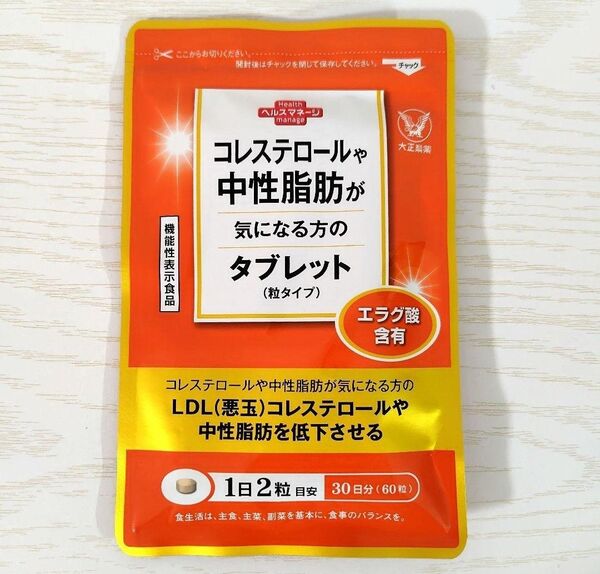 ここからお切りください。
開封後はチャックを閉じて保存してください。
チャック
Health
ヘルスマネージ
manage
大正製薬
コレステロールや
中性脂肪が
気になる方の
タブレット
(粒タイプ)
機能性表示食品
エラグ酸
含有
コレステロールや中性脂肪が気になる方の
LDL(悪玉)コレステロールや
中性脂肪を低下させる
1日2粒目安 30日分(60粒)
食生活は、主食、主菜、副菜を基本に、食事のバランスを。